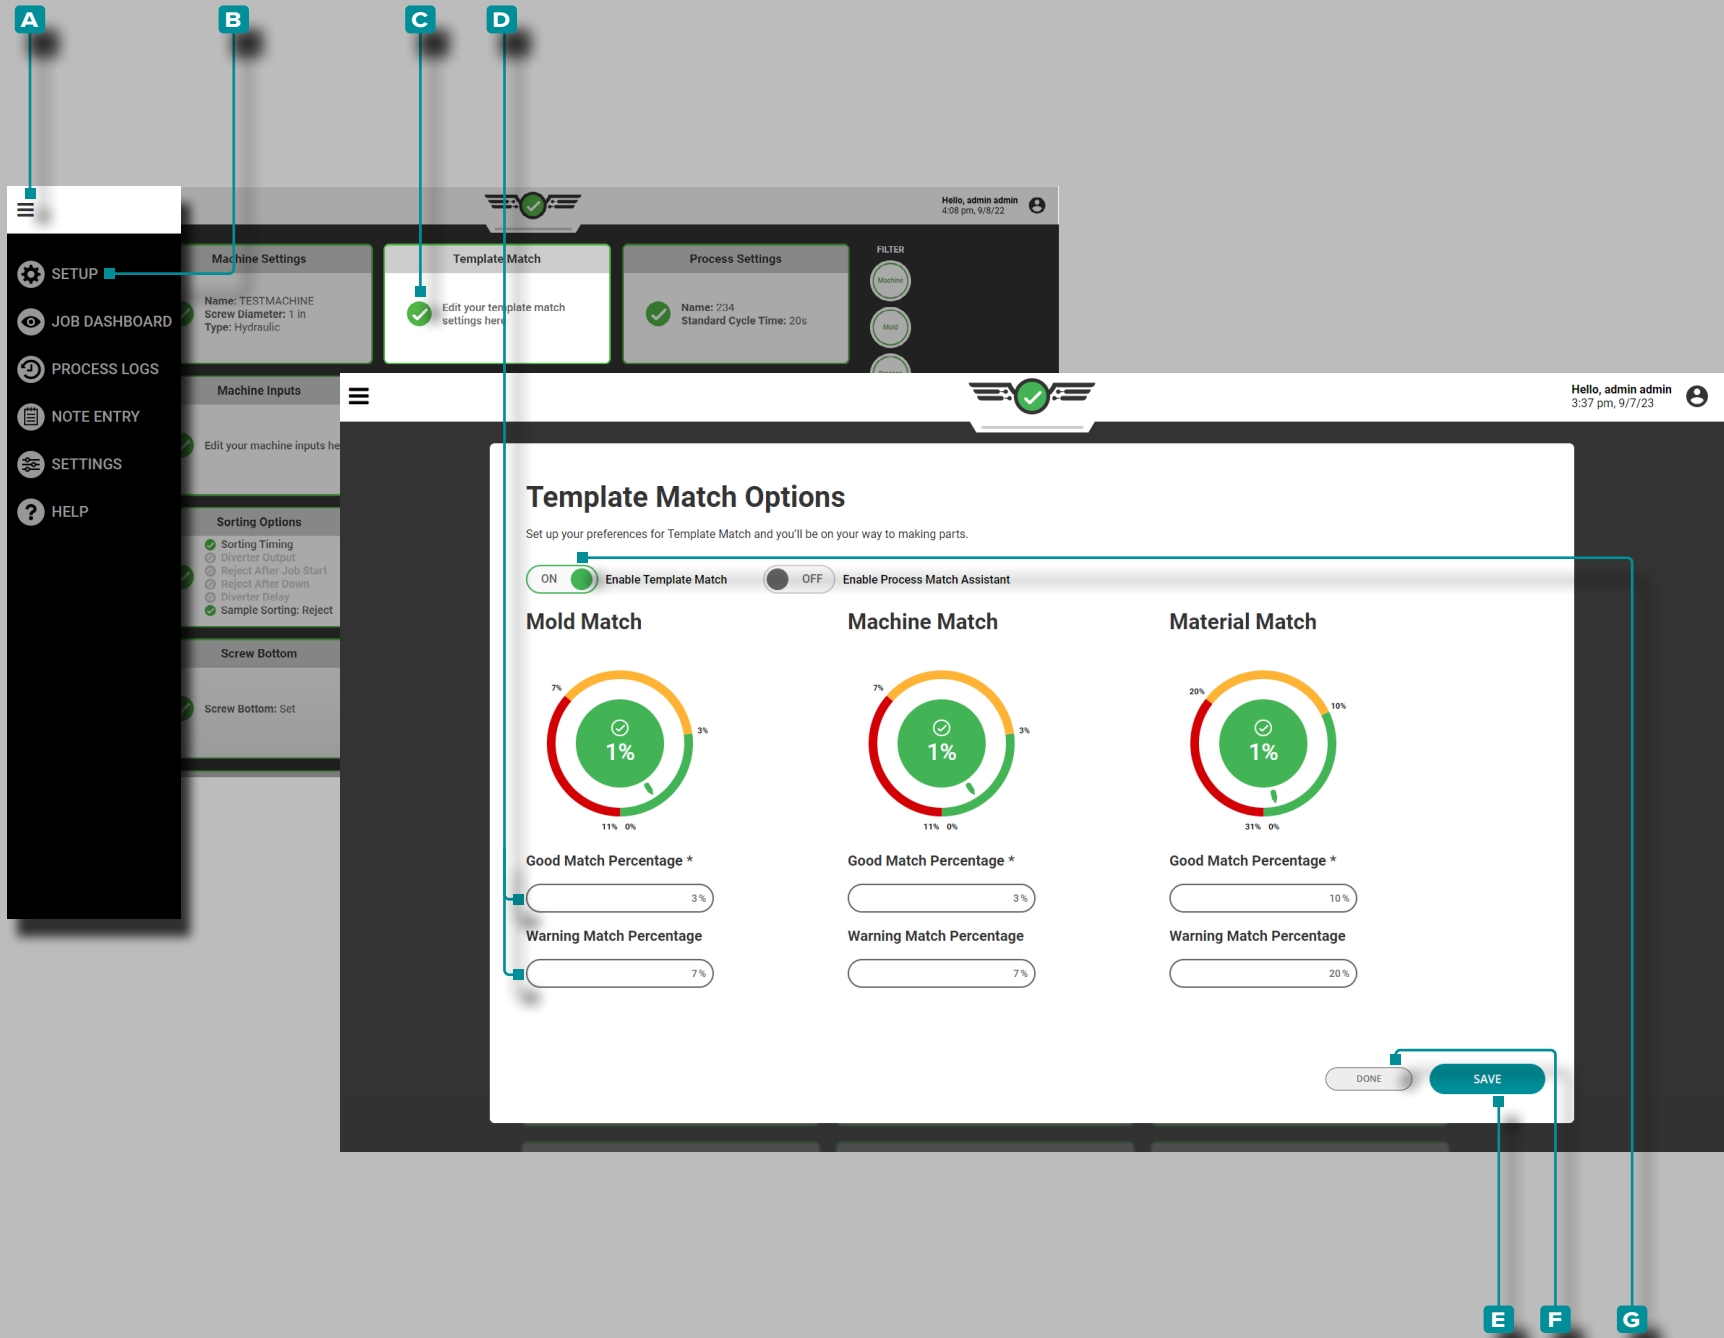 A
B
C
D
Hello, admin admin
4:08 pm, 9/8/22
SETUP
JOB DASHBOARD
PROCESS LOGS
NOTE ENTRY
SETTINGS
HELP
Machine Settings
Name: TESTMACHINE
Screw Diameter: 1 in
Type: Hydraulic
Template Match
Edit your template match
settings here
Process Settings
Name: 234
Standard Cycle Time: 20s
FILTER
Machine
Mold
Machine Inputs
Edit your machine inputs he
Sorting Options
Sorting Timing
Diverter Output
Reject After Job Start
Reject After Down
Diverter Delay
Sample Sorting: Reject
Screw Bottom
Screw Bottom: Set
Hello, admin admin
3:37 pm, 9/7/23
Template Match Options
Set up your preferences for Template Match and you'll be on your way to making parts.
ON Enable Template Match OFF Enable Process Match Assistant
Mold Match
7%
3%
1%
11% 0%
Good Match Percentage *
3%
Warning Match Percentage
7%
Machine Match
7%
3%
1%
11% 0%
Good Match Percentage *
3%
Warning Match Percentage
7%
Material Match
20%
10%
1%
31% 0%
Good Match Percentage *
10%
Warning Match Percentage
20%
DONE
SAVE
E
F
G